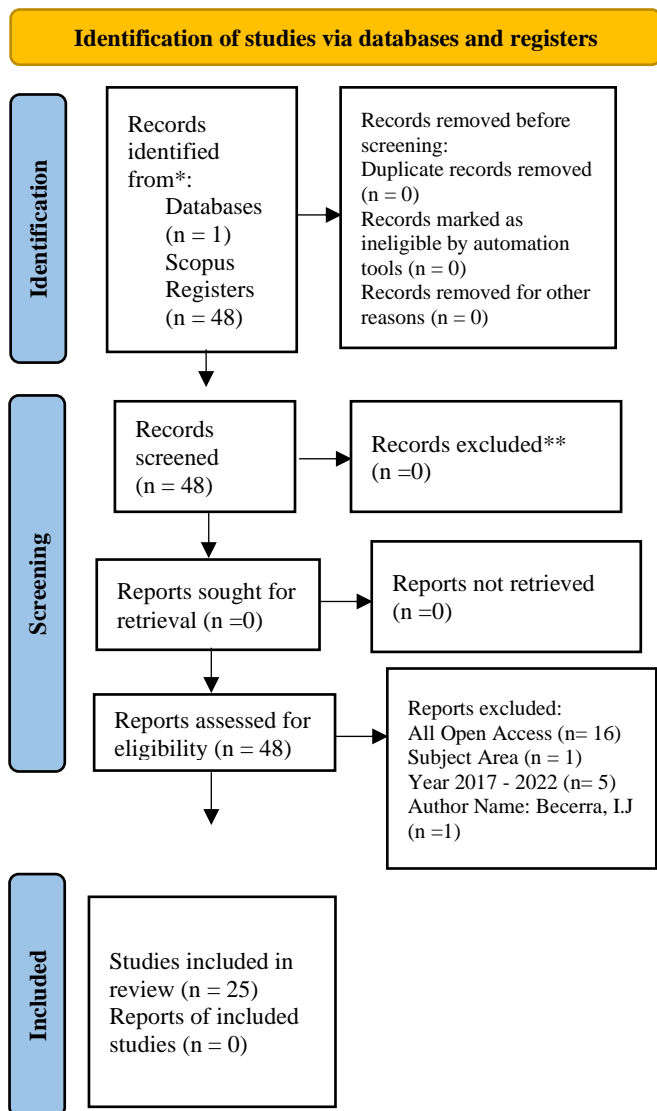 Identification of studies via databases and registers
Identification
Records
identified
from*:
Databases
(n = 1)
Scopus
Registers
(n = 48)
Records removed before
screening:
Duplicate records removed
(n = 0)
Records marked as
ineligible by automation
tools (n = 0)
Records removed for other
reasons (n = 0)
Screening
Records
screened
(n = 48)
Records excluded**
(n =0)
Reports sought for
retrieval (n =0)
Reports not retrieved
(n =0)
Reports assessed for
eligibility (n = 48)
Reports excluded:
All Open Access (n= 16)
Subject Area (n = 1)
Year 2017 - 2022 (n= 5)
Author Name: Becerra, I.J
(n =1)
Included
Studies included in
review (n = 25)
Reports of included
studies (n = 0)